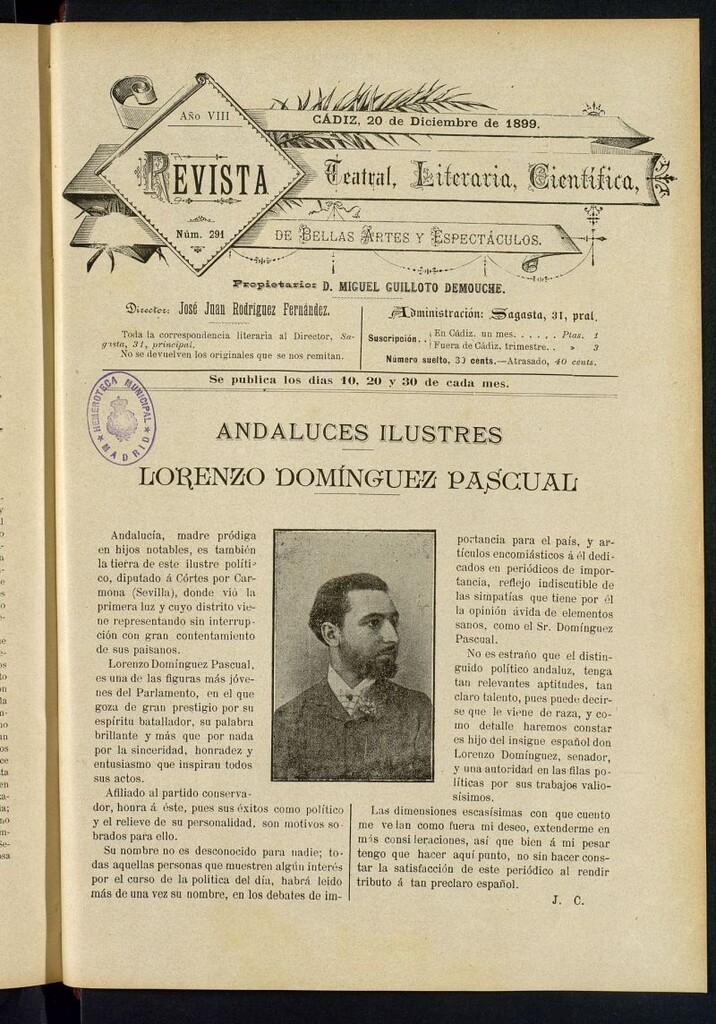 Año VIII
CÁDIZ, 20 de Diciembre de 1899.
REVISTA
Teatral, Literaria, Científica,
Núm. 291
DE BELLAS ARTES Y ESPECTÁCULOS.
Propietario: D. MIGUEL GUILLOTO DEMOUCHE.
Director: José Juan Rodríguez Fernández.
Toda la correspondencia literaria al Director, Sa-
gasta, 31, principal.
No se devuelven los originales que se nos remitan.
Administración: Sagasta, 31, pral.
Suscripción.. En Cádiz. un mes. . . . . . Ptas. 1
Fuera de Cádiz, trimestre. . » 3
Número suelto, 30 cents.—Atrasado, 40 cents.
Se publica los días 10, 20 y 30 de cada mes.
HEMEROTECA MUNICIPAL
MADRID
ANDALUCES ILUSTRES
LORENZO DOMÍNGUEZ PASCUAL
Andalucía, madre pródiga
en hijos notables, es también
la tierra de este ilustre políti-
co, diputado á Córtes por Car-
mona (Sevilla), donde vió la
primera luz y cuyo distrito vie-
ne representando sin interrup-
ción con gran contentamiento
de sus paisanos.
Lorenzo Domínguez Pascual,
es una de las figuras más jóve-
nes del Parlamento, en el que
goza de gran prestigio por su
espíritu batallador, su palabra
brillante y más que por nada
por la sinceridad, honradez y
entusiasmo que inspiran todos
sus actos.
Afiliado al partido conserva-
dor, honra á éste, pues sus éxitos como político
y el relieve de su personalidad, son motivos so-
brados para ello.
Su nombre no es desconocido para nadie; to-
das aquellas personas que muestren algún interés
por el curso de la política del día, habrá leído
más de una vez su nombre, en los debates de im-
portancia para el país, y ar-
tículos encomiásticos á él dedi-
cados en periódicos de impor-
tancia, reflejo indiscutible de
las simpatías que tiene por él
la opinión ávida de elementos
sanos, como el Sr. Domínguez
Pascual.
No es estraño que el distin-
guido político andaluz, tenga
tan relevantes aptitudes, tan
claro talento, pues puede decir-
se que le viene de raza, y co-
mo detalle haremos constar
es hijo del insigne español don
Lorenzo Domínguez, senador,
y una autoridad en las filas po-
líticas por sus trabajos valio-
sísimos.
Las dimensiones escasísimas con que cuento
me velan como fuera mi deseo, extenderme en
más consideraciones, así que bién á mi pesar
tengo que hacer aquí punto, no sin hacer cons-
tar la satisfacción de este periódico al rendir
tributo á tan preclaro español.
J. C.